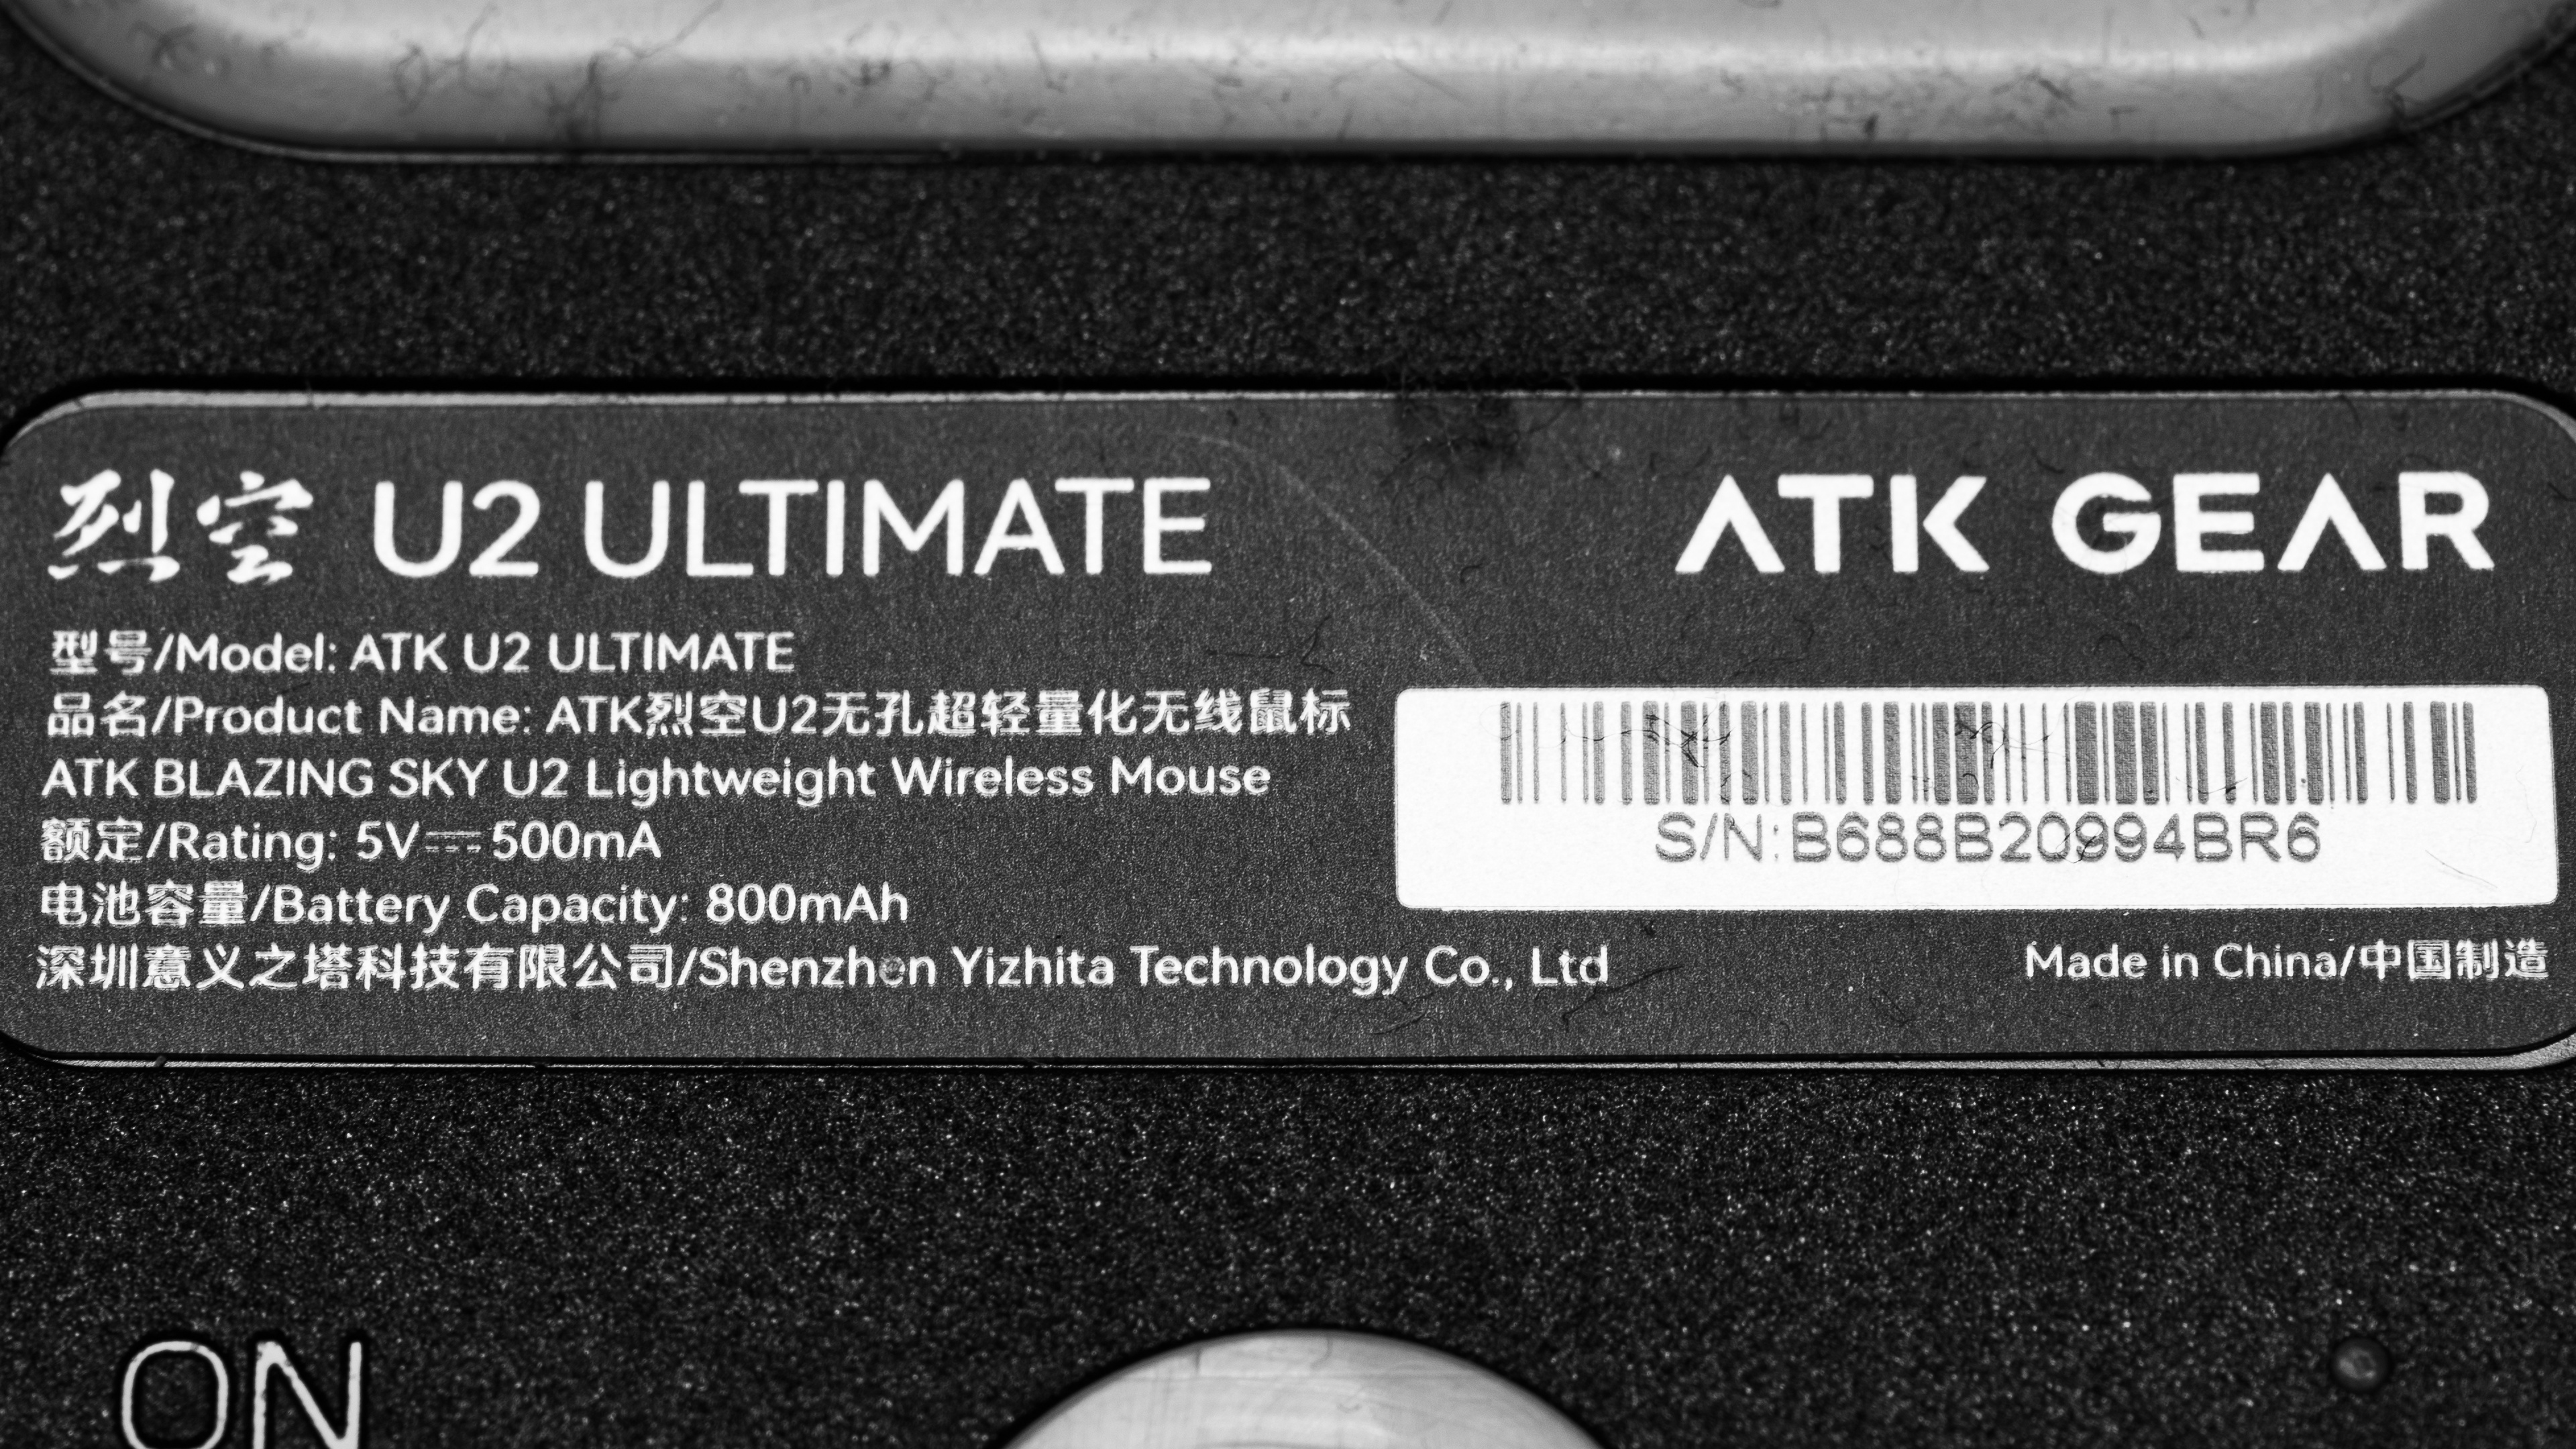 烈空 U2 ULTIMATE
ATK GEAR
型号/Model: ATK U2 ULTIMATE
品名/Product Name: ATK烈空U2无孔超轻量化无线鼠标
ATK BLAZING SKY U2 Lightweight Wireless Mouse
额定/Rating: 5V⎓500mA
电池容量/Battery Capacity: 800mAh
深圳意义之塔科技有限公司/Shenzhen Yizhita Technology Co., Ltd
S/N:B688B20994BR6
Made in China/中国制造
ON